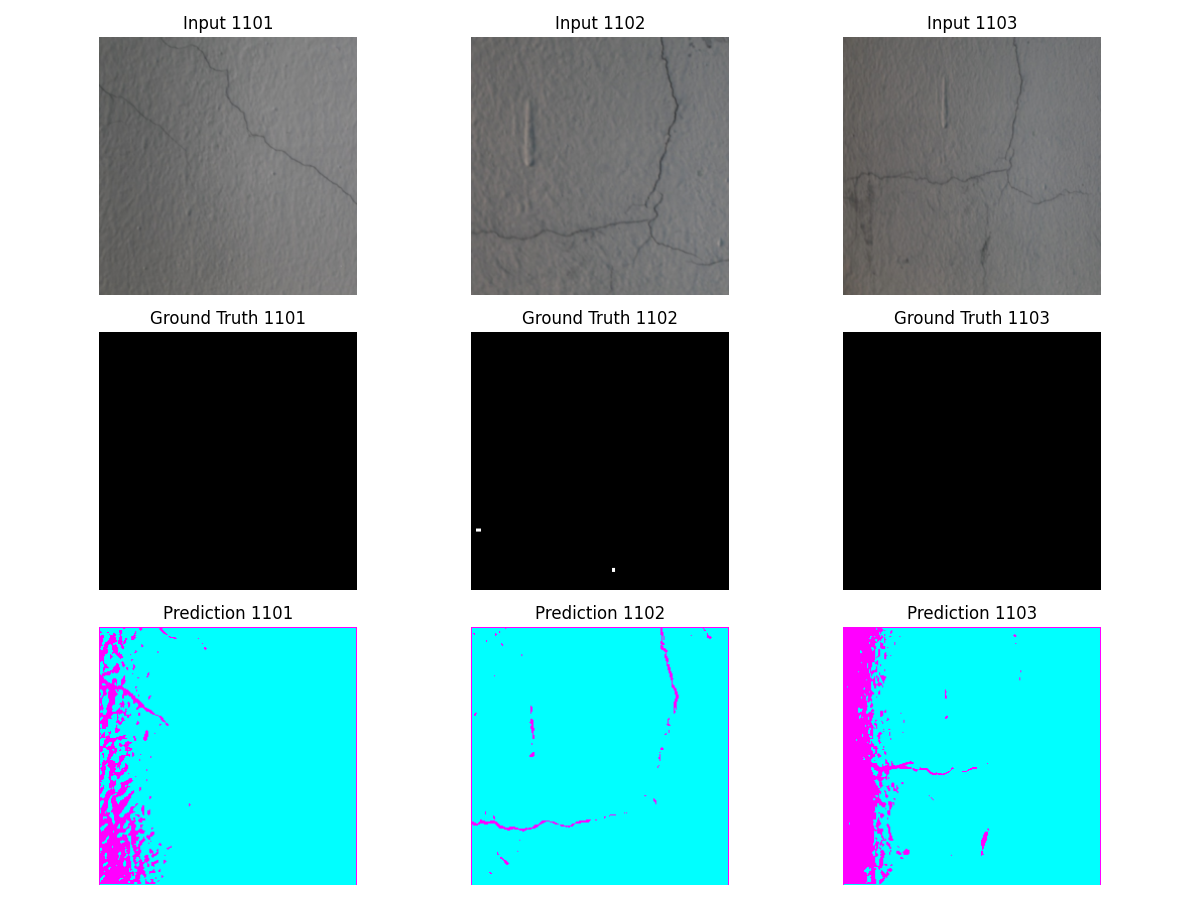 Input 1101
Input 1102
Input 1103
Ground Truth 1101
Ground Truth 1102
Ground Truth 1103
Prediction 1101
Prediction 1102
Prediction 1103